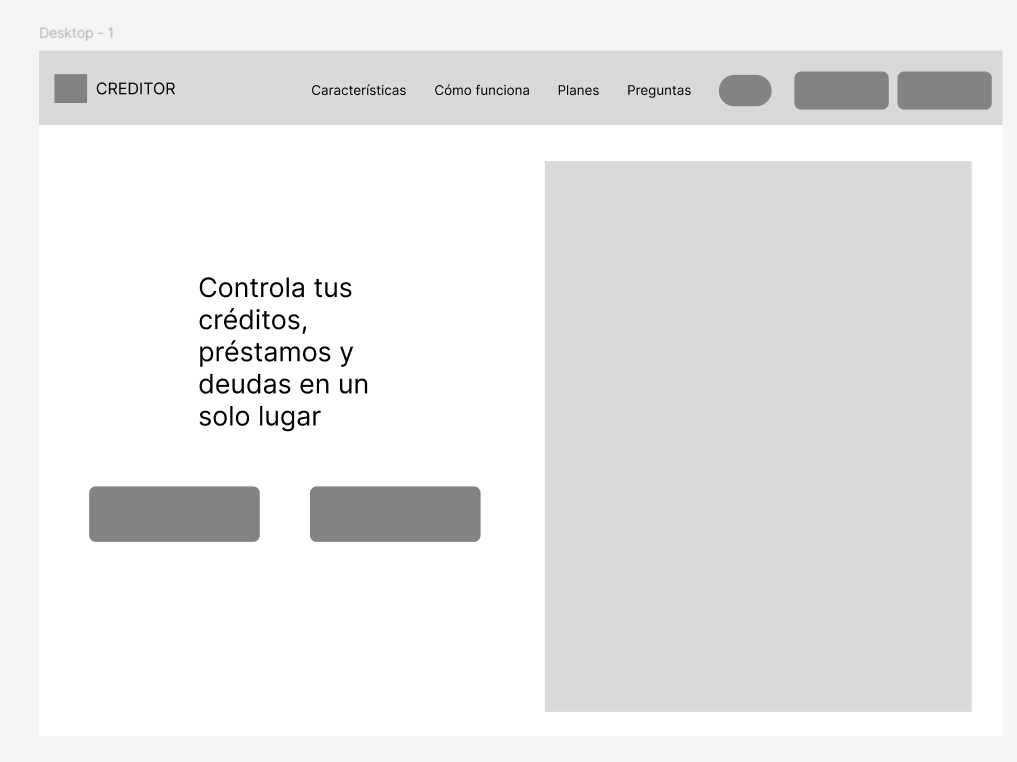 Desktop - 1
CREDITOR
Características
Cómo funciona
Planes
Preguntas
Controla tus
créditos,
préstamos y
deudas en un
solo lugar